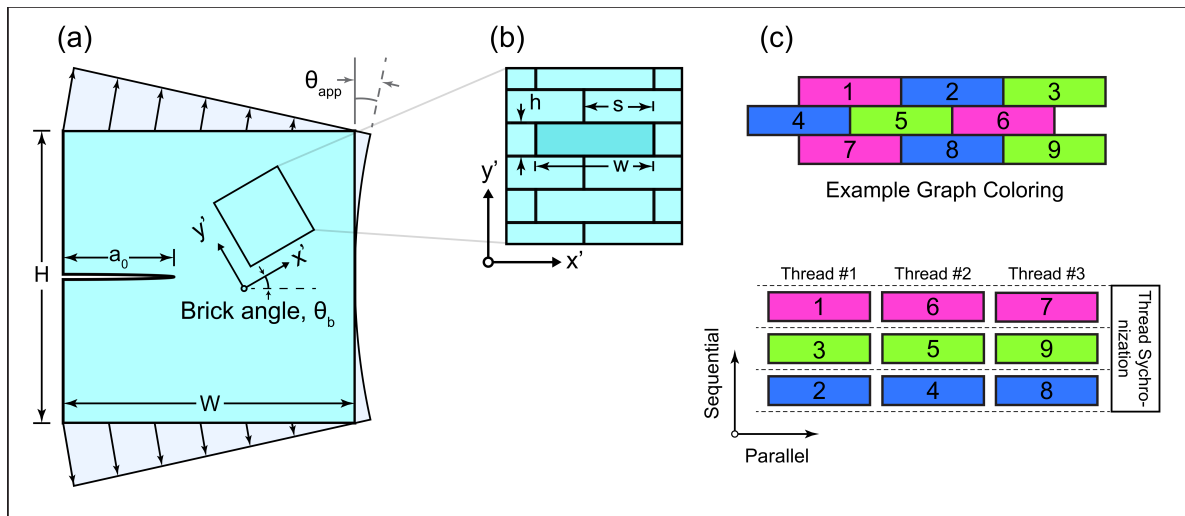 (a)
θapp
H
a0
y'
x'
Brick angle, θb
W
(b)
h
s
w
y'
x'
(c)
1 2 3
4 5 6
7 8 9
Example Graph Coloring
Thread #1 Thread #2 Thread #3
1 6 7
3 5 9
2 4 8
Thread Sychro-
nization
Sequential
Parallel